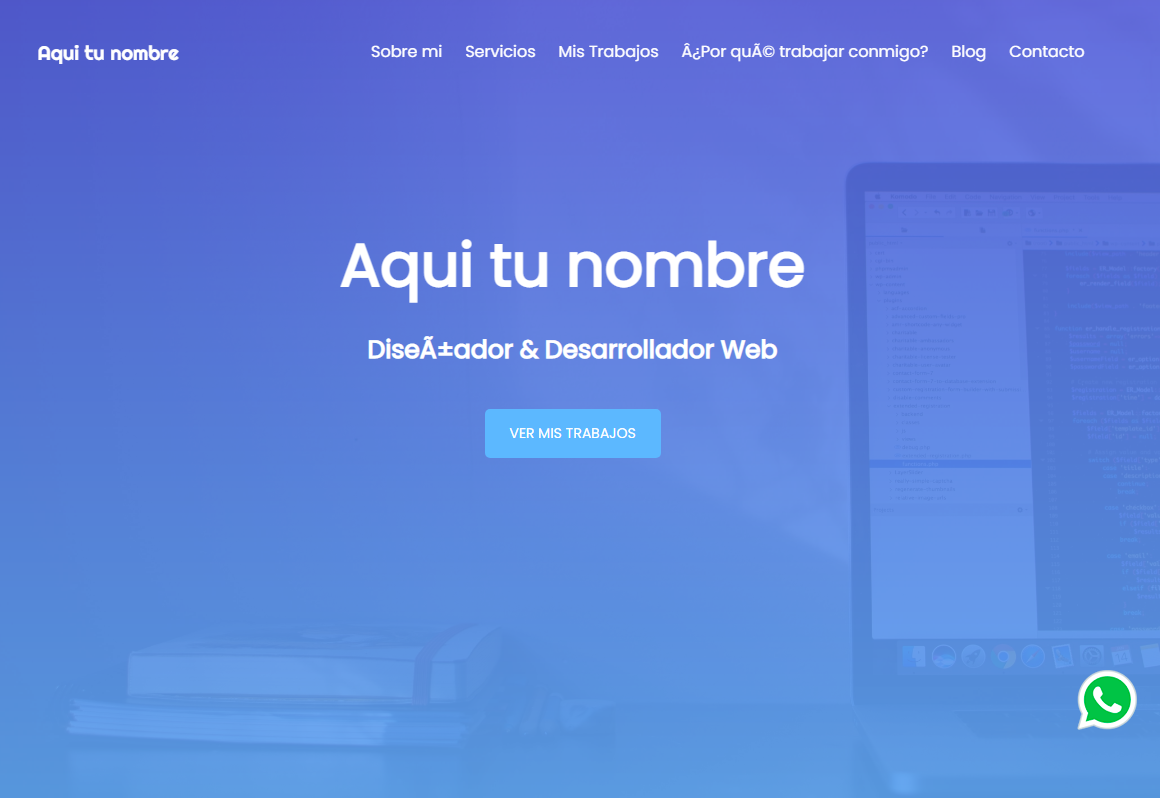 Aqui tu nombre
Sobre mi Servicios Mis Trabajos Â¿Por quÃ© trabajar conmigo? Blog Contacto
Aqui tu nombre
DiseÃ±ador & Desarrollador Web
VER MIS TRABAJOS